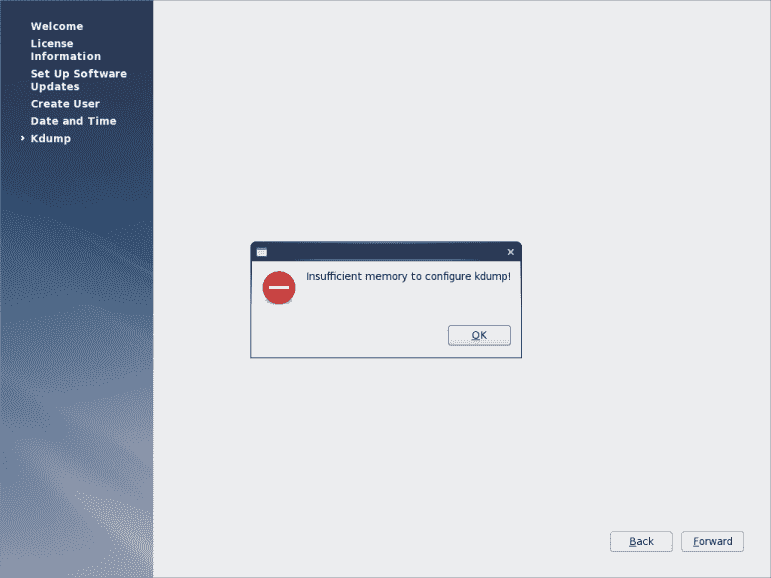 Welcome
License
Information
Set Up Software
Updates
Create User
Date and Time
Kdump
Insufficient memory to configure kdump!
OK
Back
Forward